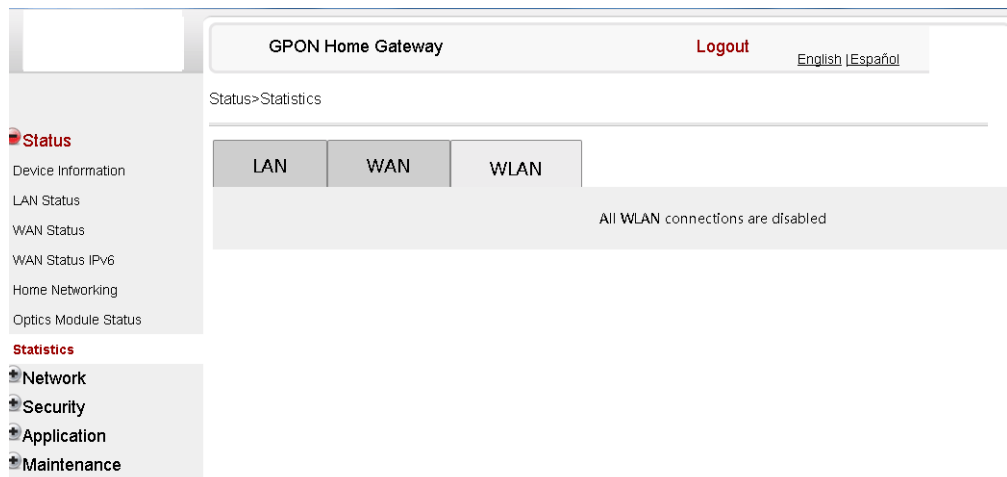 GPON Home Gateway
Logout
English | Español
Status>Statistics
Status
Device Information
LAN Status
WAN Status
WAN Status IPv6
Home Networking
Optics Module Status
Statistics
Network
Security
Application
Maintenance
LAN WAN WLAN
All WLAN connections are disabled